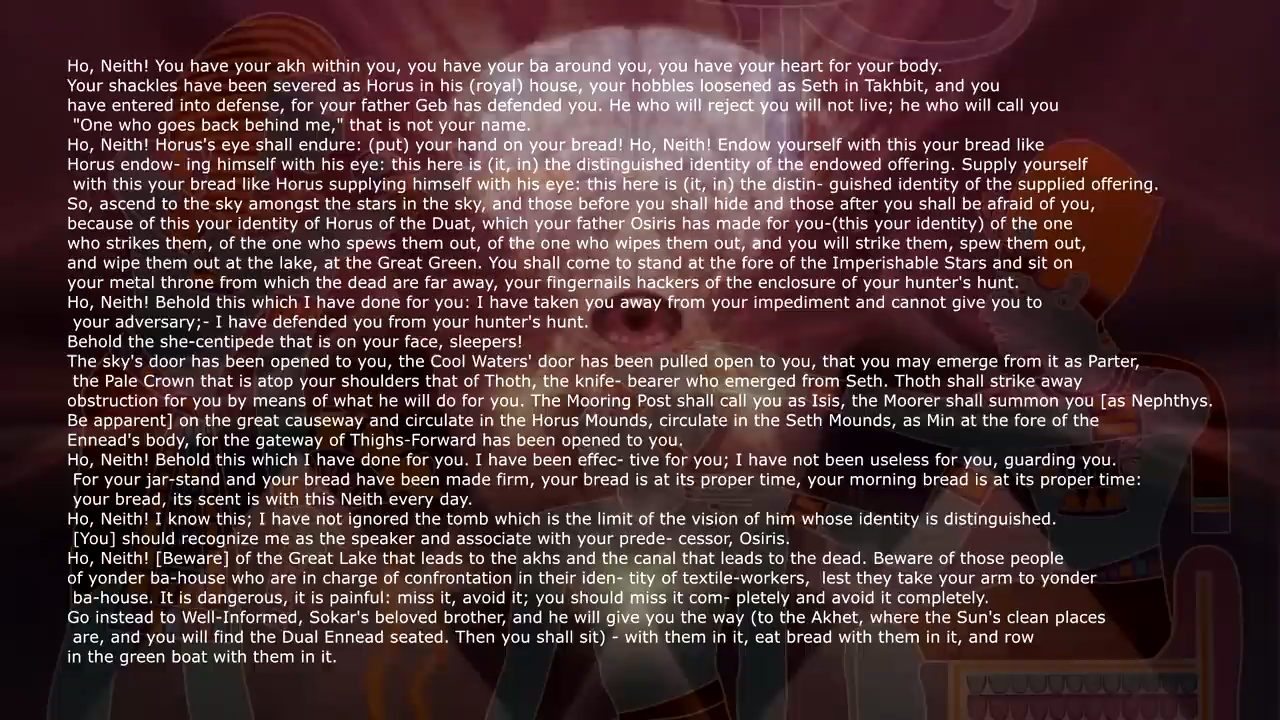 Ho, Neith! You have your akh within you, you have your ba around you, you have your heart for your body.
Your shackles have been severed as Horus in his (royal) house, your hobbles loosened as Seth in Takhbit, and you
have entered into defense, for your father Geb has defended you. He who will reject you will not live; he who will call you
"One who goes back behind me," that is not your name.
Ho, Neith! Horus's eye shall endure: (put) your hand on your bread! Ho, Neith! Endow yourself with this your bread like
Horus endow- ing himself with his eye: this here is (it, in) the distinguished identity of the endowed offering. Supply yourself
with this your bread like Horus supplying himself with his eye: this here is (it, in) the distin- guished identity of the supplied offering.
So, ascend to the sky amongst the stars in the sky, and those before you shall hide and those after you shall be afraid of you,
because of this your identity of Horus of the Duat, which your father Osiris has made for you-(this your identity) of the one
who strikes them, of the one who spews them out, of the one who wipes them out, and you will strike them, spew them out,
and wipe them out at the lake, at the Great Green. You shall come to stand at the fore of the Imperishable Stars and sit on
your metal throne from which the dead are far away, your fingernails hackers of the enclosure of your hunter's hunt.
Ho, Neith! Behold this which I have done for you: I have taken you away from your impediment and cannot give you to
your adversary;- I have defended you from your hunter's hunt.
Behold the she-centipede that is on your face, sleepers!
The sky's door has been opened to you, the Cool Waters' door has been pulled open to you, that you may emerge from it as Parter,
the Pale Crown that is atop your shoulders that of Thoth, the knife- bearer who emerged from Seth. Thoth shall strike away
obstruction for you by means of what he will do for you. The Mooring Post shall call you as Isis, the Moorer shall summon you [as Nephthys.
Be apparent] on the great causeway and circulate in the Horus Mounds, circulate in the Seth Mounds, as Min at the fore of the
Ennead's body, for the gateway of Thighs-Forward has been opened to you.
Ho, Neith! Behold this which I have done for you. I have been effec- tive for you; I have not been useless for you, guarding you.
For your jar-stand and your bread have been made firm, your bread is at its proper time, your morning bread is at its proper time:
your bread, its scent is with this Neith every day.
Ho, Neith! I know this; I have not ignored the tomb which is the limit of the vision of him whose identity is distinguished.
[You] should recognize me as the speaker and associate with your prede- cessor, Osiris.
Ho, Neith! [Beware] of the Great Lake that leads to the akhs and the canal that leads to the dead. Beware of those people
of yonder ba-house who are in charge of confrontation in their iden- tity of textile-workers,  lest they take your arm to yonder
ba-house. It is dangerous, it is painful: miss it, avoid it; you should miss it com- pletely and avoid it completely.
Go instead to Well-Informed, Sokar's beloved brother, and he will give you the way (to the Akhet, where the Sun's clean places
are, and you will find the Dual Ennead seated. Then you shall sit) - with them in it, eat bread with them in it, and row
in the green boat with them in it.